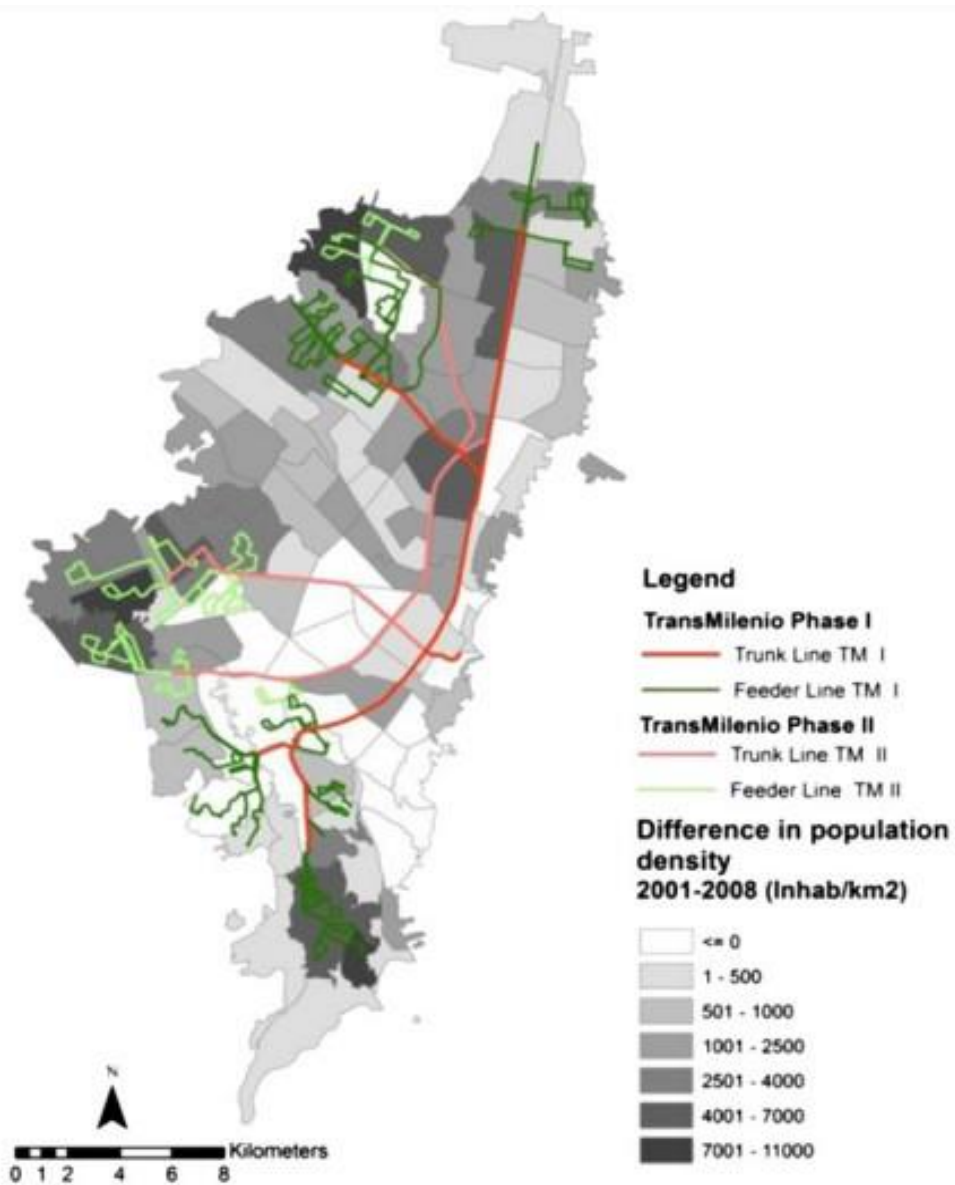 Legend
TransMilenio Phase I
Trunk Line TM I
Feeder Line TM I
TransMilenio Phase II
Trunk Line TM II
Feeder Line TM II
Difference in population
density
2001-2008 (Inhab/km2)
<= 0
1 - 500
501 - 1000
1001 - 2500
2501 - 4000
4001 - 7000
7001 - 11000
N
Kilometers
0 1 2 4 6 8